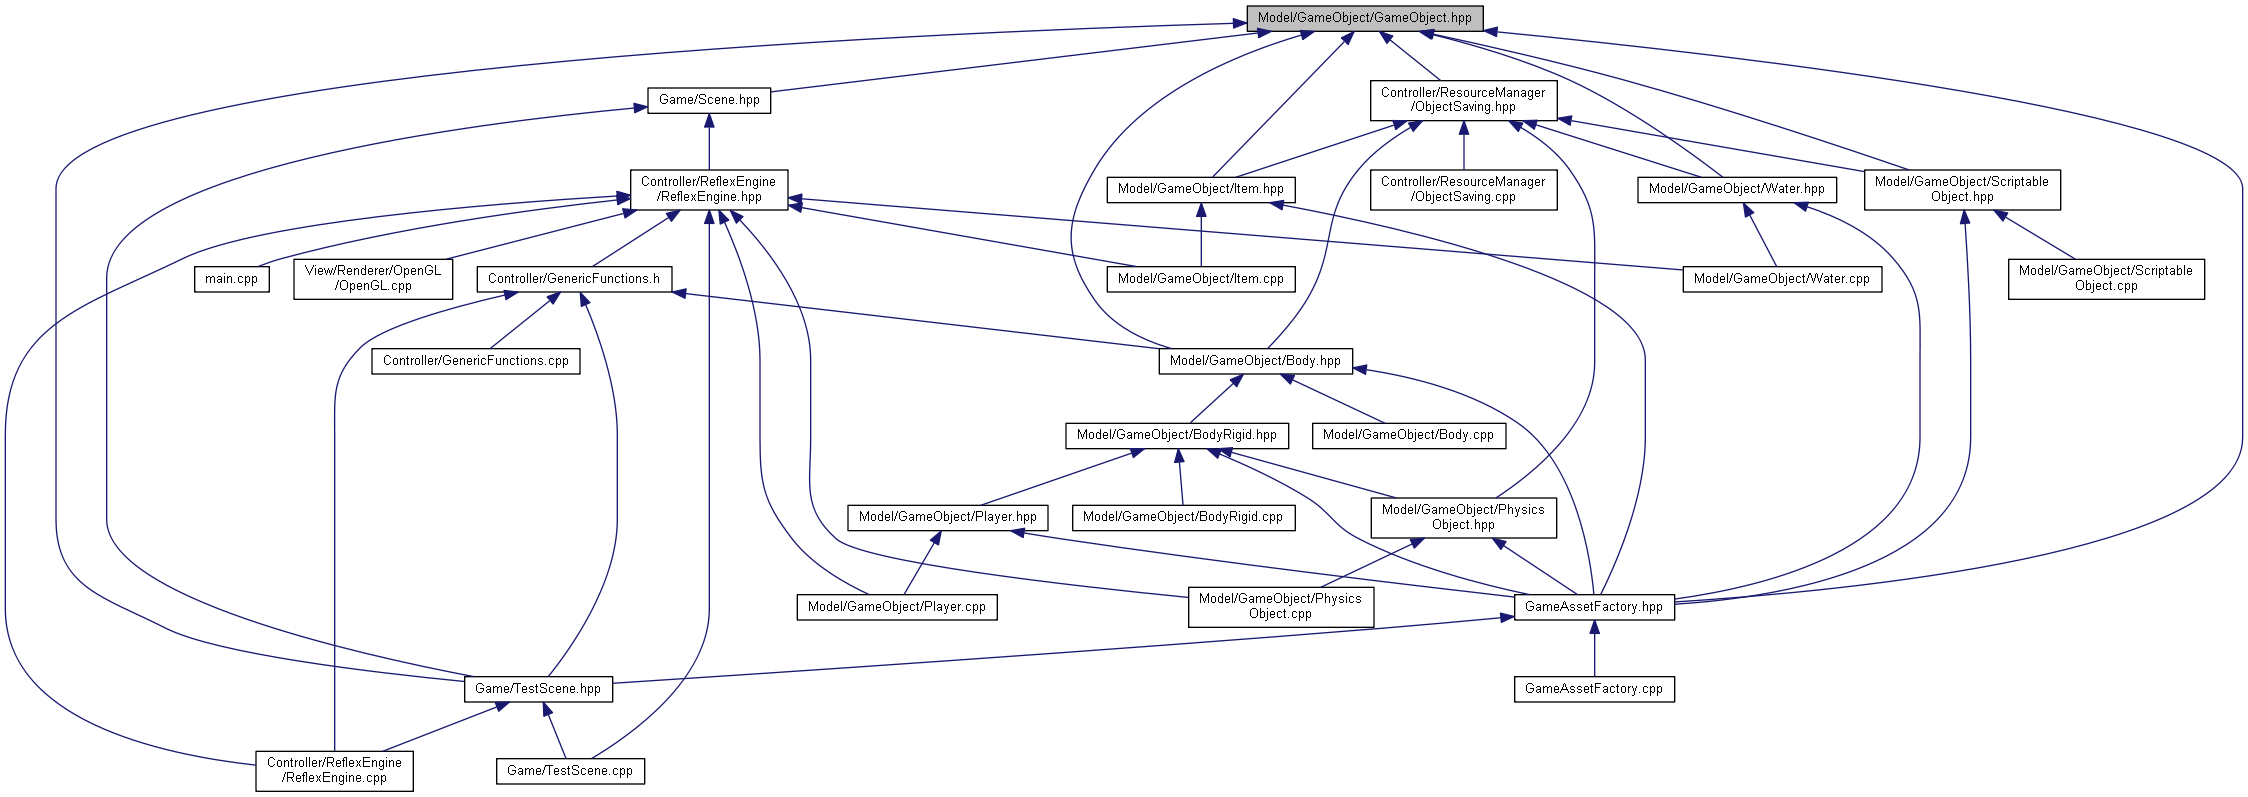 Model/GameObject/GameObject.hpp
Game/Scene.hpp
Controller/ResourceManager
/ObjectSaving.hpp
Controller/ReflexEngine
/ReflexEngine.hpp
Model/GameObject/Item.hpp
Controller/ResourceManager
/ObjectSaving.cpp
Model/GameObject/Water.hpp
Model/GameObject/Scriptable
Object.hpp
main.cpp
View/Renderer/OpenGL
/OpenGL.cpp
Controller/GenericFunctions.h
Model/GameObject/Item.cpp
Model/GameObject/Water.cpp
Model/GameObject/Scriptable
Object.cpp
Controller/GenericFunctions.cpp
Model/GameObject/Body.hpp
Model/GameObject/BodyRigid.hpp
Model/GameObject/Body.cpp
Model/GameObject/Player.hpp
Model/GameObject/BodyRigid.cpp
Model/GameObject/Physics
Object.hpp
Model/GameObject/Player.cpp
Model/GameObject/Physics
Object.cpp
GameAssetFactory.hpp
Game/TestScene.hpp
GameAssetFactory.cpp
Controller/ReflexEngine
/ReflexEngine.cpp
Game/TestScene.cpp